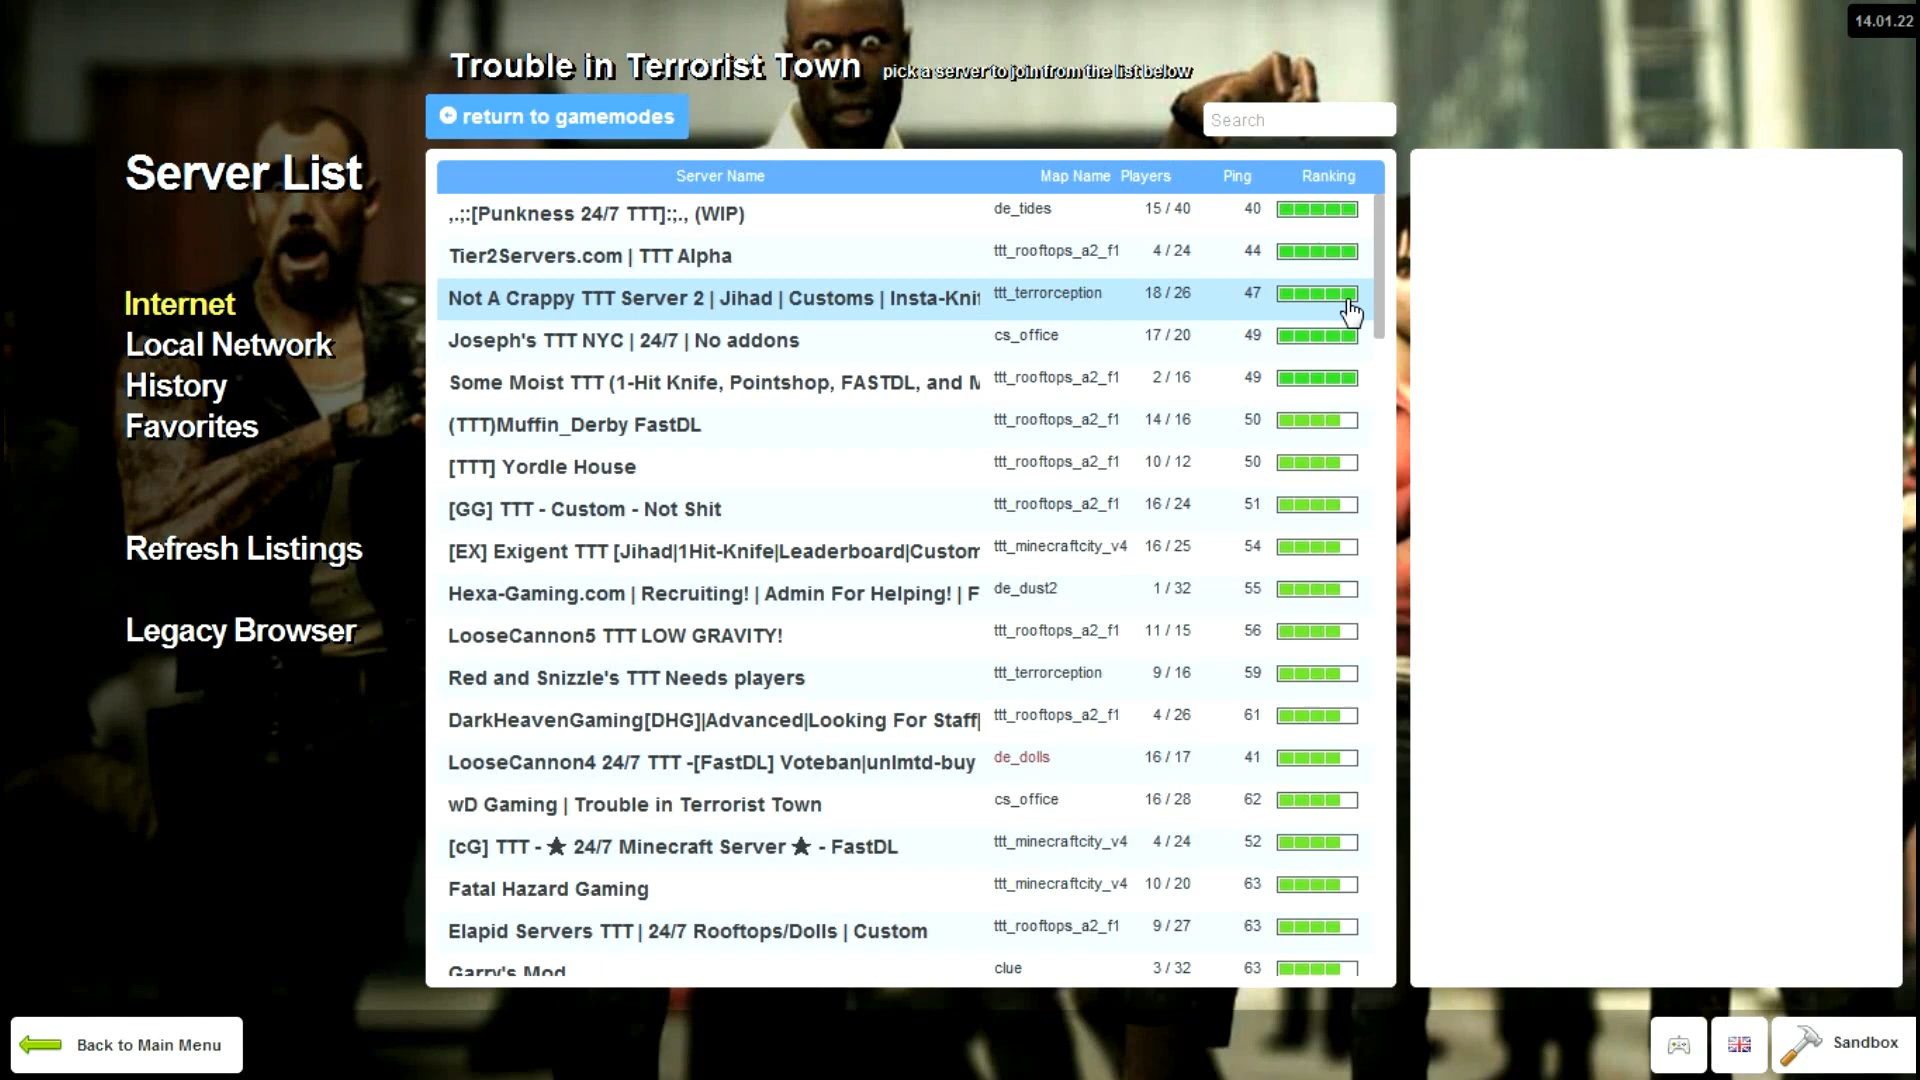 14.01.22
Trouble in Terrorist Town pick a server to join from the list below
return to gamemodes
Search
Server List
Internet
Local Network
History
Favorites
Refresh Listings
Legacy Browser
Server Name Map Name Players Ping Ranking
,.;:[Punkness 24/7 TTT]:;., (WIP) de_tides 15 / 40 40
Tier2Servers.com | TTT Alpha ttt_rooftops_a2_f1 4 / 24 44
Not A Crappy TTT Server 2 | Jihad | Customs | Insta-Knif ttt_terrorception 18 / 26 47
Joseph's TTT NYC | 24/7 | No addons cs_office 17 / 20 49
Some Moist TTT (1-Hit Knife, Pointshop, FASTDL, and M ttt_rooftops_a2_f1 2 / 16 49
(TTT)Muffin_Derby FastDL ttt_rooftops_a2_f1 14 / 16 50
[TTT] Yordle House ttt_rooftops_a2_f1 10 / 12 50
[GG] TTT - Custom - Not Shit ttt_rooftops_a2_f1 16 / 24 51
[EX] Exigent TTT [Jihad|1Hit-Knife|Leaderboard|Custom ttt_minecraftcity_v4 16 / 25 54
Hexa-Gaming.com | Recruiting! | Admin For Helping! | F de_dust2 1 / 32 55
LooseCannon5 TTT LOW GRAVITY! ttt_rooftops_a2_f1 11 / 15 56
Red and Snizzle's TTT Needs players ttt_terrorception 9 / 16 59
DarkHeavenGaming[DHG]|Advanced|Looking For Staff| ttt_rooftops_a2_f1 4 / 26 61
LooseCannon4 24/7 TTT -[FastDL] Voteban|unlmtd-buy de_dolls 16 / 17 41
wD Gaming | Trouble in Terrorist Town cs_office 16 / 28 62
[cG] TTT - ★ 24/7 Minecraft Server ★ - FastDL ttt_minecraftcity_v4 4 / 24 52
Fatal Hazard Gaming ttt_minecraftcity_v4 10 / 20 63
Elapid Servers TTT | 24/7 Rooftops/Dolls | Custom ttt_rooftops_a2_f1 9 / 27 63
Garry's Mod clue 3 / 32 63
Back to Main Menu
Sandbox